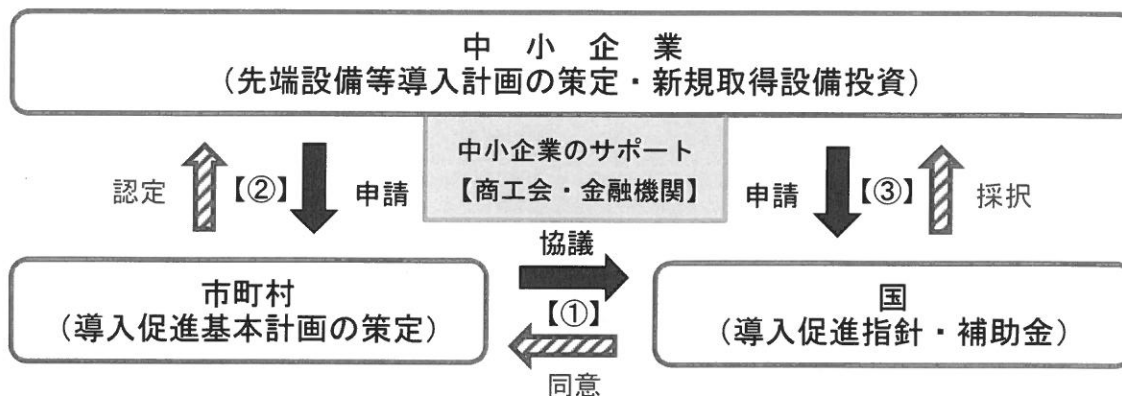 中小企業
（先端設備等導入計画の策定・新規取得設備投資）
中小企業のサポート
【商工会・金融機関】
認定
【②】
申請
申請
【③】
採択
協議
【①】
同意
市町村
（導入促進基本計画の策定）
国
（導入促進指針・補助金）